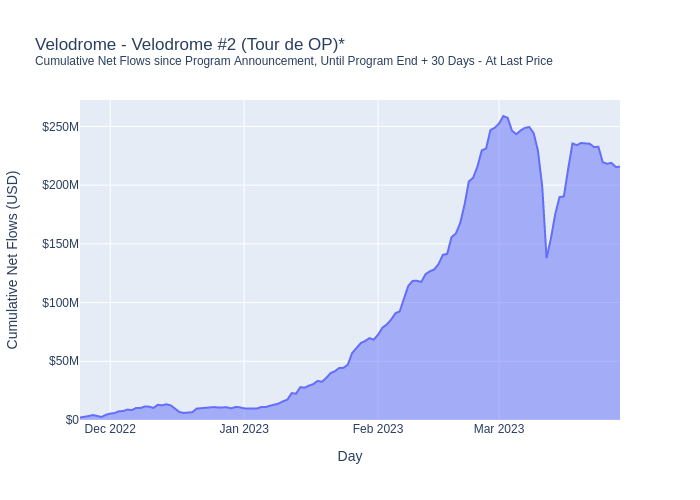 Velodrome - Velodrome #2 (Tour de OP)*
Cumulative Net Flows since Program Announcement, Until Program End + 30 Days - At Last Price
Cumulative Net Flows (USD)
$250M
$200M
$150M
$100M
$50M
$0
Dec 2022
Jan 2023
Feb 2023
Mar 2023
Day